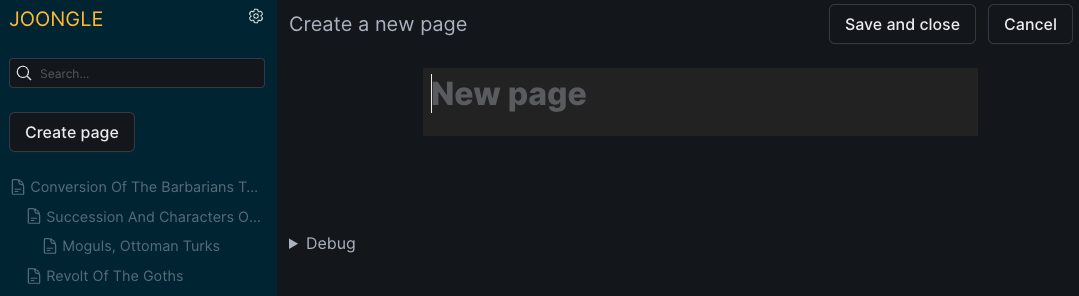 JOONGLE
Search...
Create page
Conversion Of The Barbarians T...
Succession And Characters O...
Moguls, Ottoman Turks
Revolt Of The Goths
Create a new page
Save and close
Cancel
New page
Debug